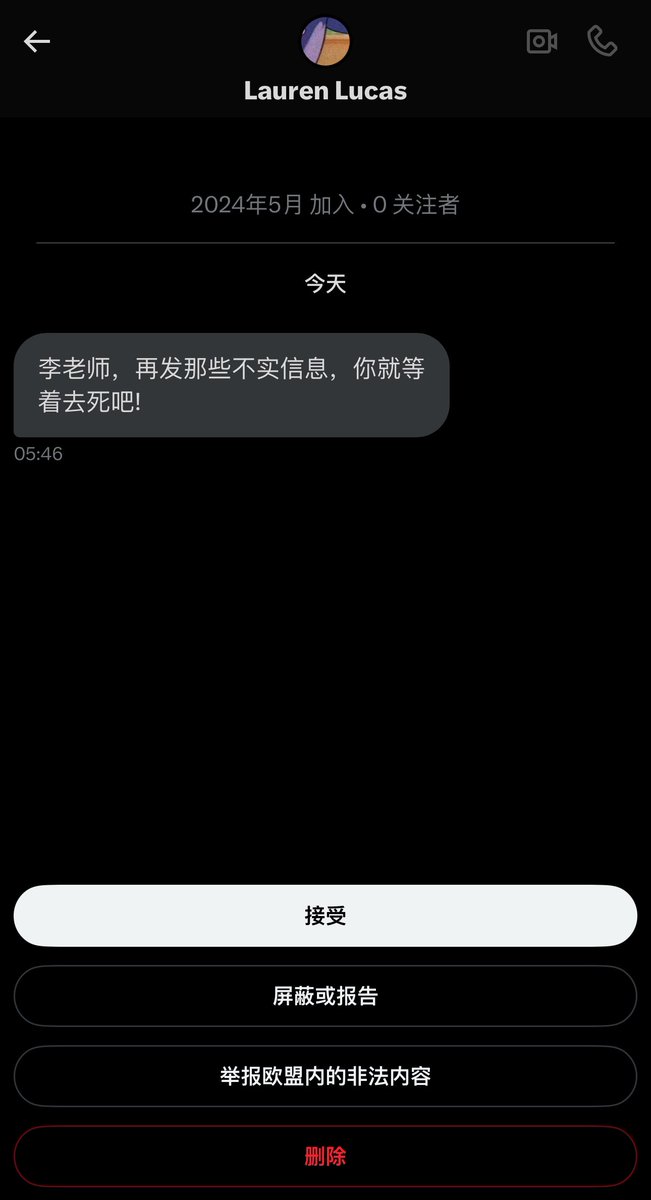 Lauren Lucas
2024年5月 加入 • 0 关注者
今天
李老师，再发那些不实信息，你就等
着去死吧!
05:46
接受
屏蔽或报告
举报欧盟内的非法内容
删除